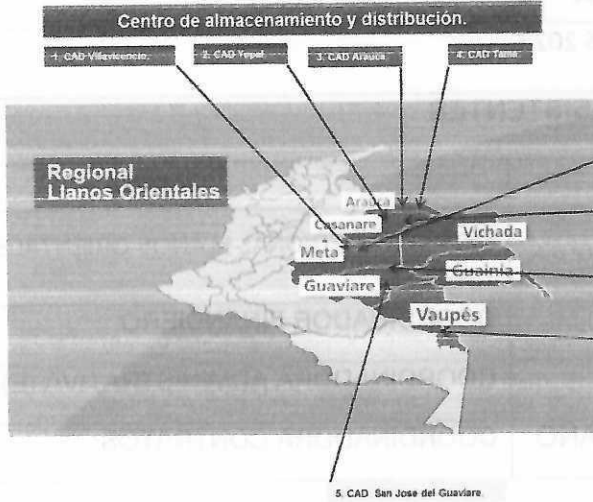 Centro de almacenamiento y distribución.
1. CAD Villavicencio.
2. CAD Yopal
3. CAD Arauca
4. CAD Tame
Regional
Llanos Orientales
Arauca
Casanare
Vichada
Meta
Guainía
Guaviare
Vaupés
5. CAD San Jose del Guaviare